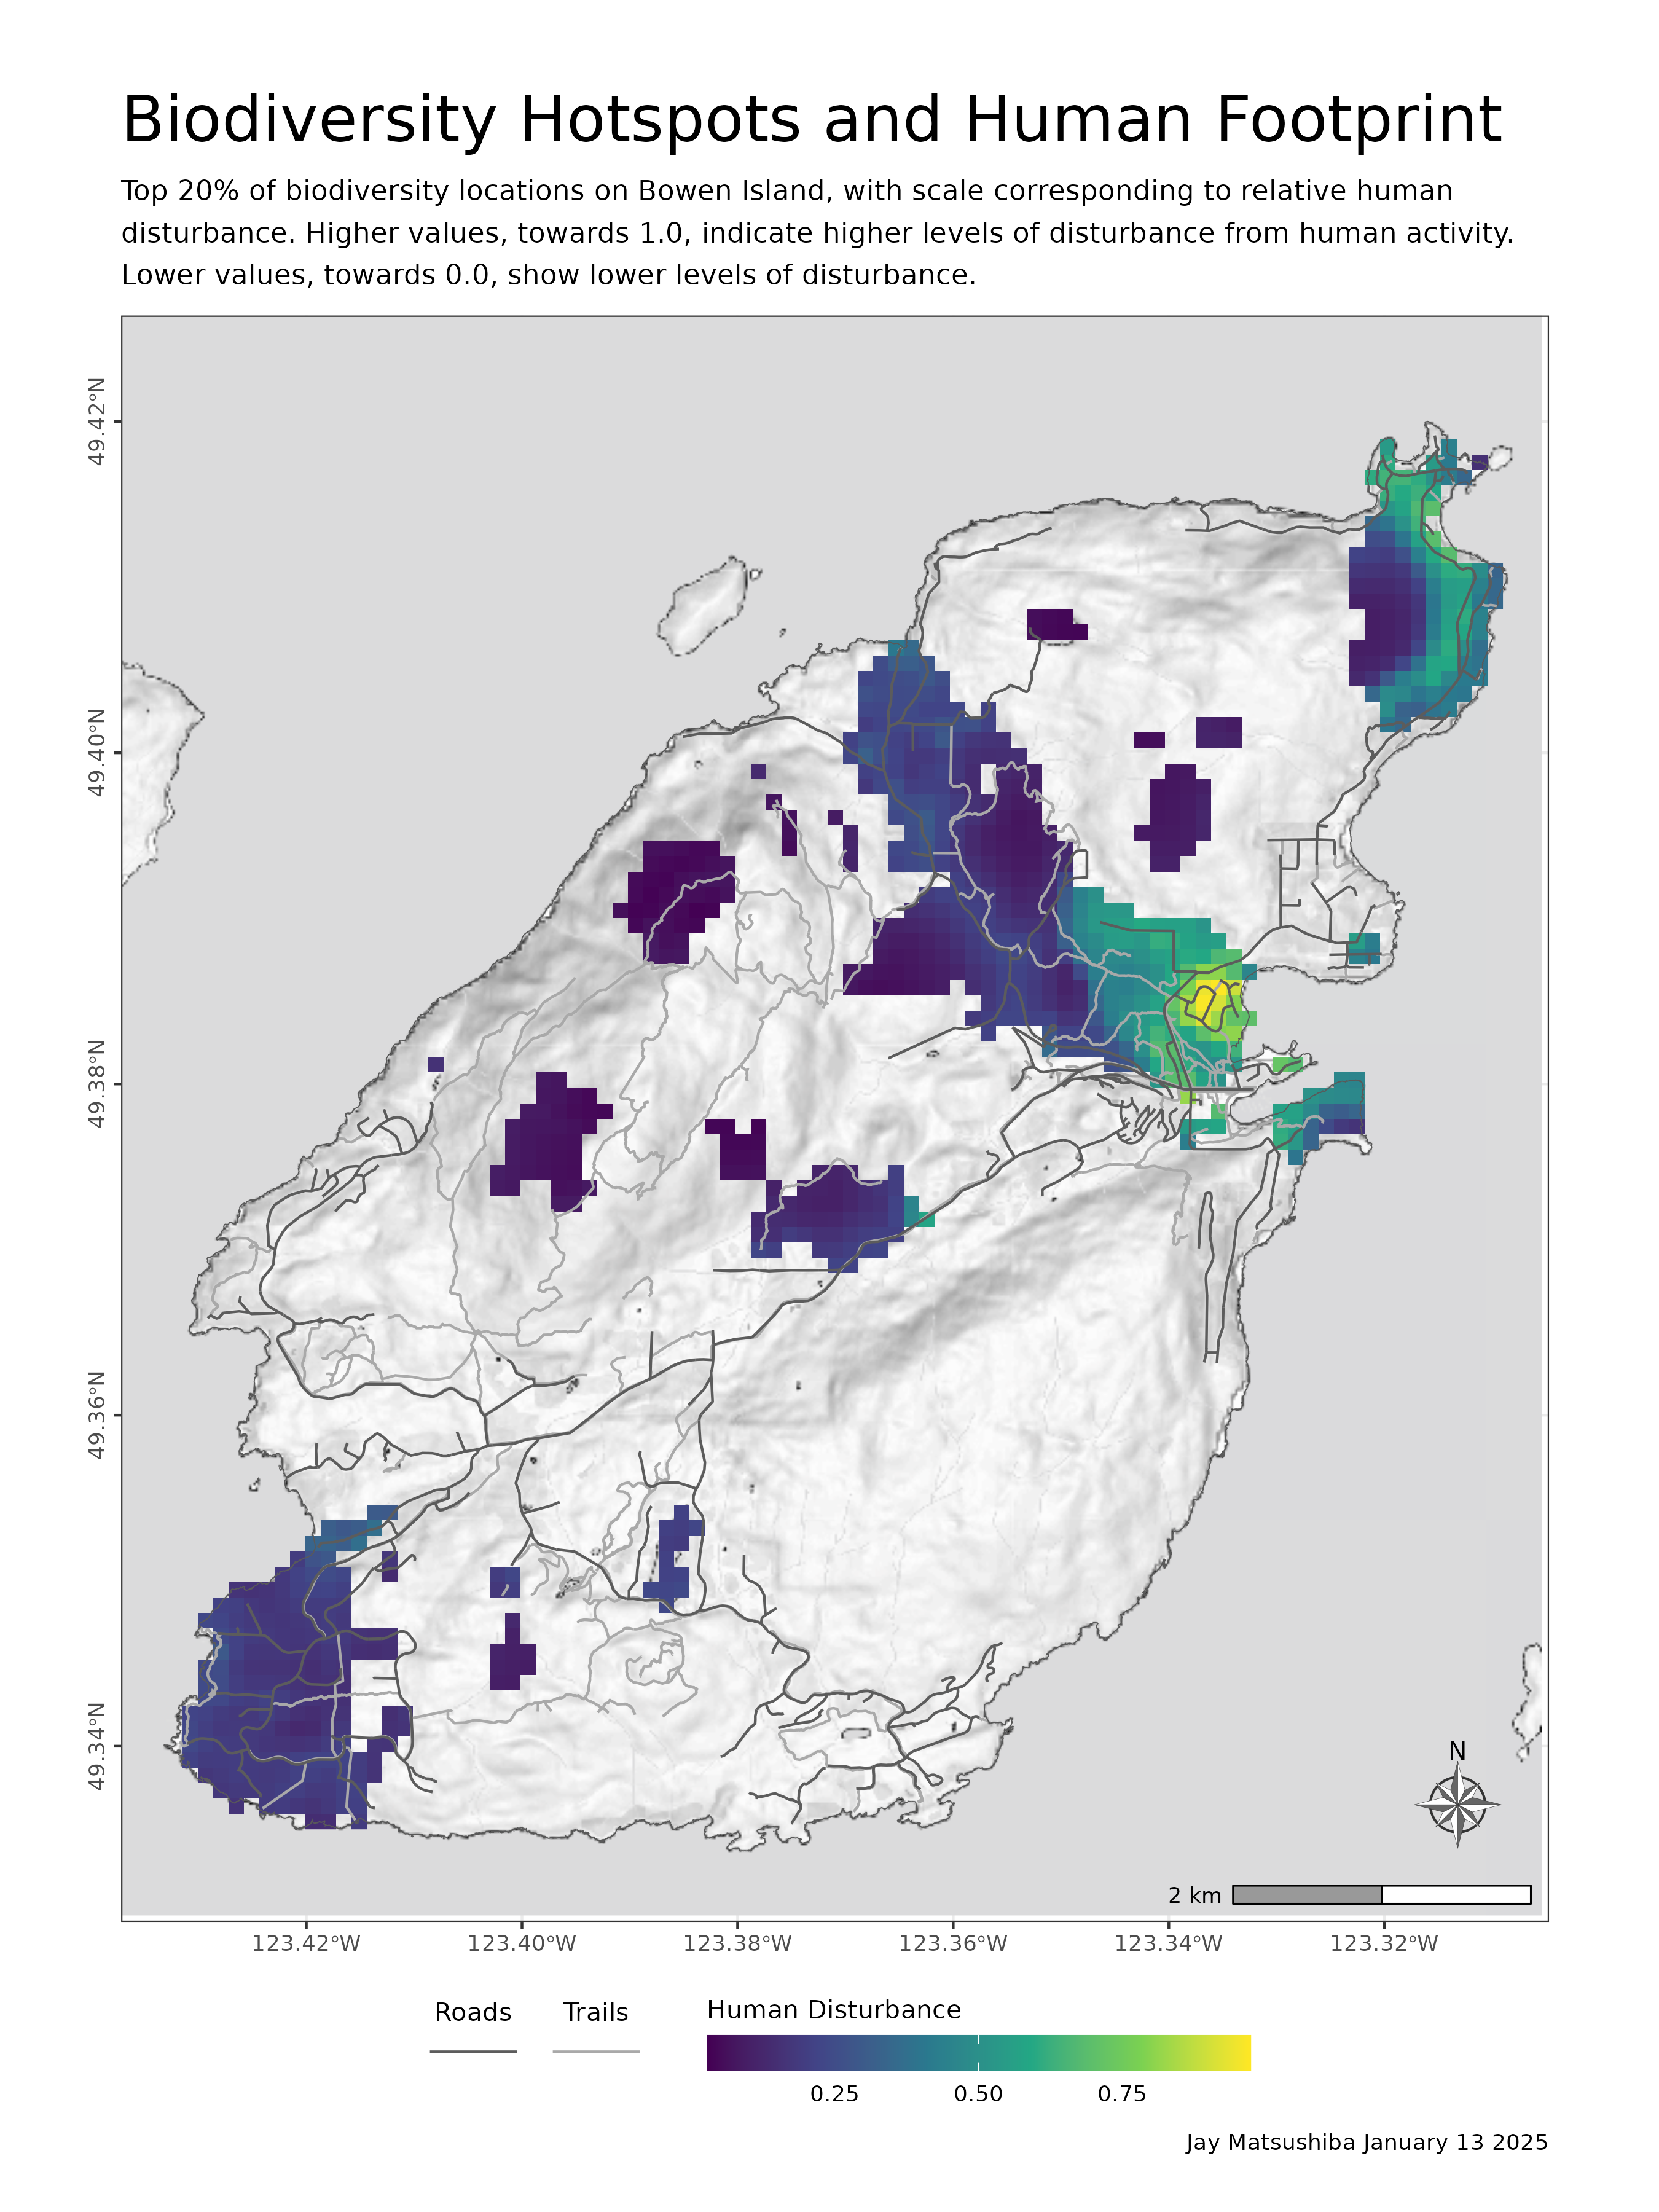 Biodiversity Hotspots and Human Footprint
Top 20% of biodiversity locations on Bowen Island, with scale corresponding to relative human
disturbance. Higher values, towards 1.0, indicate higher levels of disturbance from human activity.
Lower values, towards 0.0, show lower levels of disturbance.
49.42°N
49.40°N
49.38°N
49.36°N
49.34°N
N
2 km
123.42°W
123.40°W
123.38°W
123.36°W
123.34°W
123.32°W
Roads
Trails
Human Disturbance
0.25
0.50
0.75
Jay Matsushiba January 13 2025